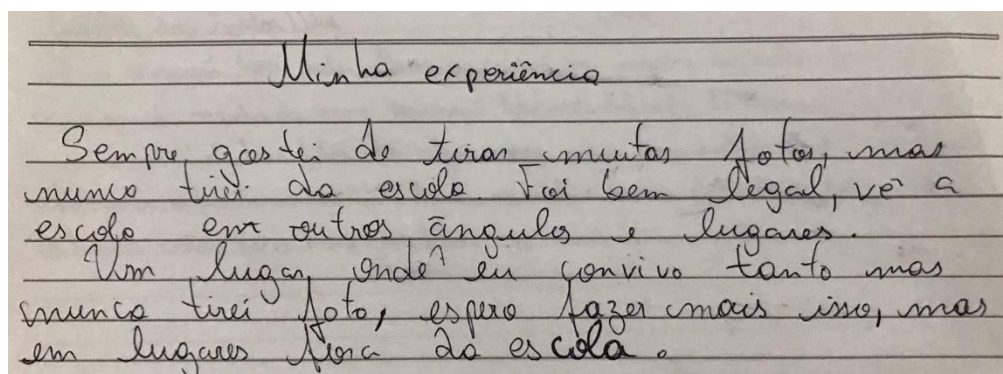 Minha experiência
Sempre gostei de tirar muitas fotos, mas
nunca tirei da escola. Foi bem legal, vê a
escola em outros ângulos e lugares.
Um lugar, onde eu convivo tanto mas
nunca tirei foto, espero fazer mais isso, mas
em lugares fora da escola.